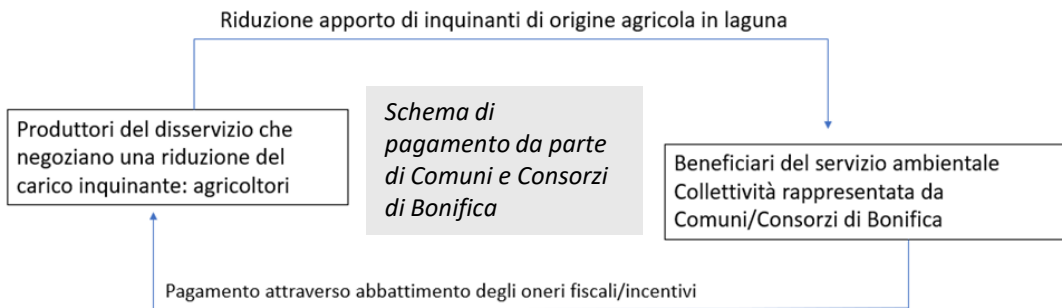 Riduzione apporto di inquinanti di origine agricola in laguna
Produttori del disservizio che
negoziano una riduzione del
carico inquinante: agricoltori
Schema di
pagamento da parte
di Comuni e Consorzi
di Bonifica
Beneficiari del servizio ambientale
Collettività rappresentata da
Comuni/Consorzi di Bonifica
Pagamento attraverso abbattimento degli oneri fiscali/incentivi